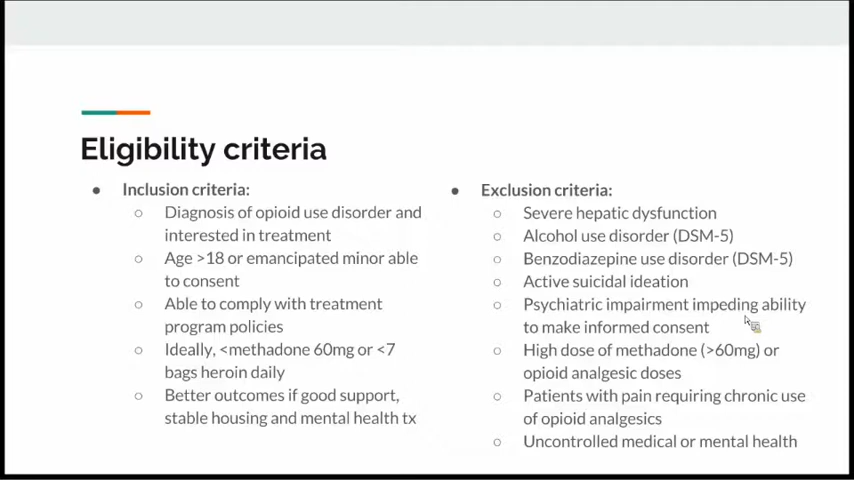 Eligibility criteria
● Inclusion criteria:
○ Diagnosis of opioid use disorder and
interested in treatment
○ Age >18 or emancipated minor able
to consent
○ Able to comply with treatment
program policies
○ Ideally, <methadone 60mg or <7
bags heroin daily
○ Better outcomes if good support,
stable housing and mental health tx
● Exclusion criteria:
○ Severe hepatic dysfunction
○ Alcohol use disorder (DSM-5)
○ Benzodiazepine use disorder (DSM-5)
○ Active suicidal ideation
○ Psychiatric impairment impeding ability
to make informed consent
○ High dose of methadone (>60mg) or
opioid analgesic doses
○ Patients with pain requiring chronic use
of opioid analgesics
○ Uncontrolled medical or mental health